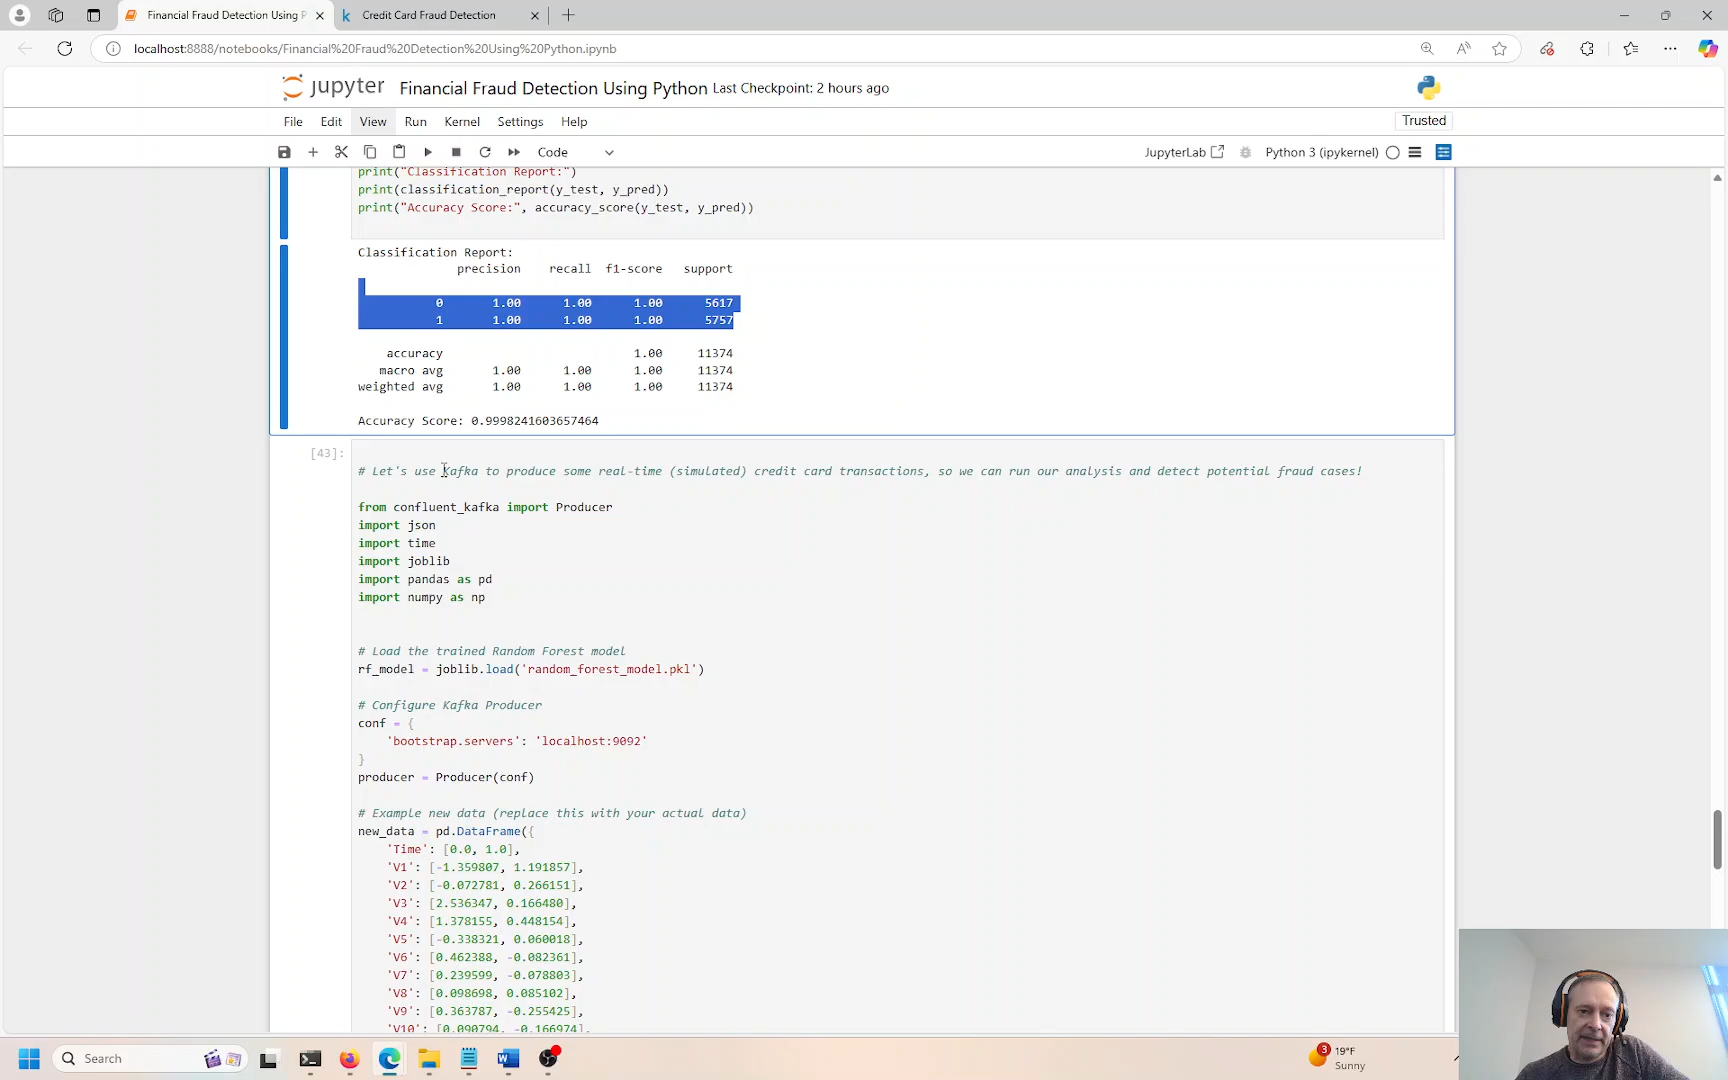 Financial Fraud Detection Using P
Credit Card Fraud Detection
localhost:8888/notebooks/Financial%20Fraud%20Detection%20Using%20Python.ipynb
jupyter Financial Fraud Detection Using Python Last Checkpoint: 2 hours ago
File Edit View Run Kernel Settings Help
Trusted
Code
JupyterLab Python 3 (ipykernel)
print("Classification Report:")
print(classification_report(y_test, y_pred))
print("Accuracy Score:", accuracy_score(y_test, y_pred))
Classification Report:
precision recall f1-score support
0 1.00 1.00 1.00 5617
1 1.00 1.00 1.00 5757
accuracy 1.00 11374
macro avg 1.00 1.00 1.00 11374
weighted avg 1.00 1.00 1.00 11374
Accuracy Score: 0.9998241603657464
[43]:
# Let's use Kafka to produce some real-time (simulated) credit card transactions, so we can run our analysis and detect potential fraud cases!
from confluent_kafka import Producer
import json
import time
import joblib
import pandas as pd
import numpy as np
# Load the trained Random Forest model
rf_model = joblib.load('random_forest_model.pkl')
# Configure Kafka Producer
conf = {
'bootstrap.servers': 'localhost:9092'
}
producer = Producer(conf)
# Example new data (replace this with your actual data)
new_data = pd.DataFrame({
'Time': [0.0, 1.0],
'V1': [-1.359807, 1.191857],
'V2': [-0.072781, 0.266151],
'V3': [2.536347, 0.166480],
'V4': [1.378155, 0.448154],
'V5': [-0.338321, 0.060018],
'V6': [0.462388, -0.082361],
'V7': [0.239599, -0.078803],
'V8': [0.098698, 0.085102],
'V9': [0.363787, -0.255425],
'V10': [0.090794, -0.166974],
Search
3
19°F
Sunny